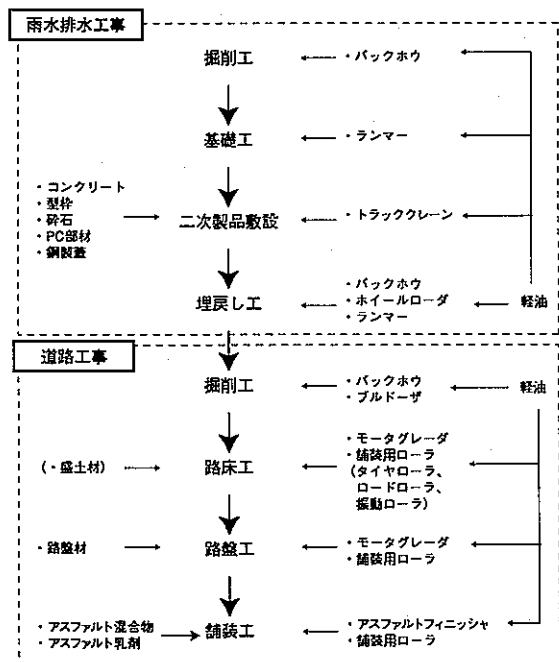 雨水排水工事
掘削工
・バックホウ
基礎工
・ランマー
・コンクリート
・型枠
・砕石
・PC部材
・鋼製蓋
二次製品敷設
・トラッククレーン
埋戻し工
・バックホウ
・ホイールローダ
・ランマー
軽油
道路工事
掘削工
・バックホウ
・ブルドーザ
軽油
(・盛土材)
路床工
・モータグレーダ
・舗装用ローラ
(タイヤローラ、
ロードローラ、
振動ローラ)
・路盤材
路盤工
・モータグレーダ
・舗装用ローラ
・アスファルト混合物
・アスファルト乳剤
舗装工
・アスファルトフィニッシャ
・舗装用ローラ